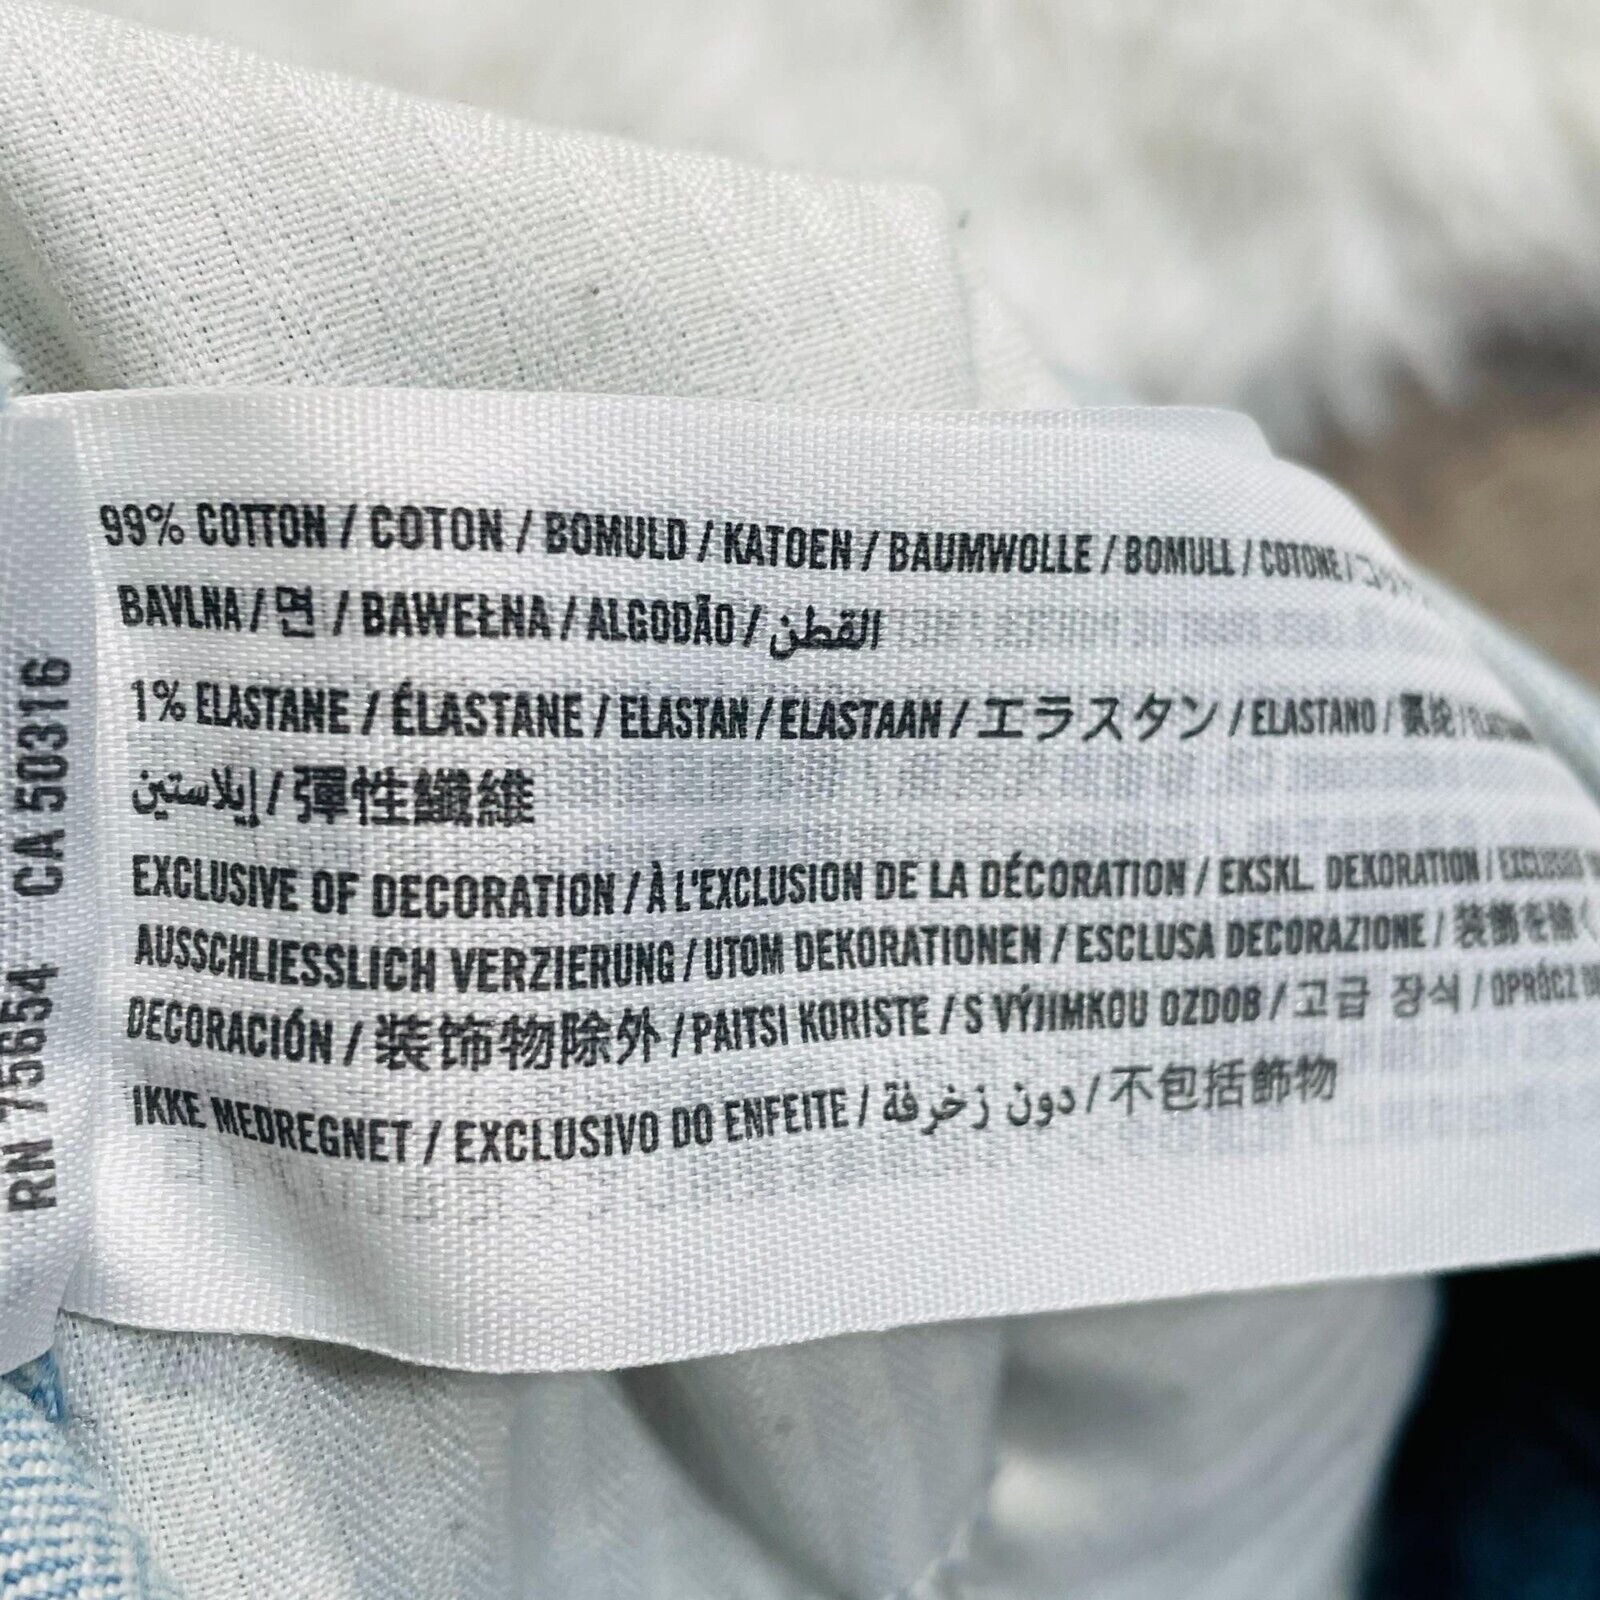 99% COTTON / COTON / BOMULD / KATOEN / BAUMWOLLE / BOMULL / COTONE /
BAVLNA / 면 / BAWEŁNA / ALGODÃO / القطن
1% ELASTANE / ÉLASTANE / ELASTAN / ELASTAAN / エラスタン / ELASTANO / 氨纶 /
إيلاستين / 彈性纖維
EXCLUSIVE OF DECORATION / À L'EXCLUSION DE LA DÉCORATION / EKSKL. DEKORATION /
AUSSCHLIESSLICH VERZIERUNG / UTOM DEKORATIONEN / ESCLUSA DECORAZIONE / 装飾を除く
DECORACIÓN / 装饰物除外 / PAITSI KORISTE / S VÝJIMKOU OZDOB / 고급 장식 / OPRÓCZ
IKKE MEDREGNET / EXCLUSIVO DO ENFEITE / دون زخرفة / 不包括飾物
RN 75654 CA 50316